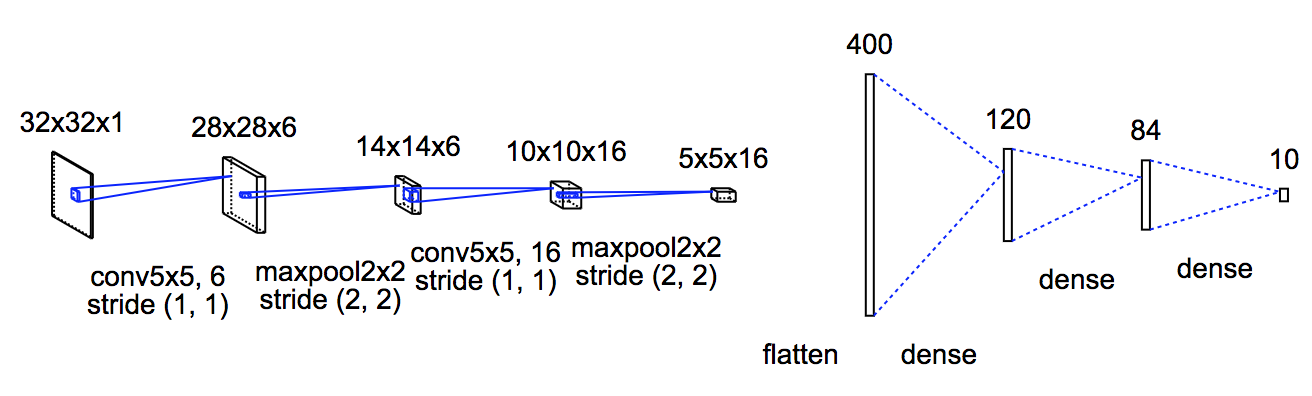 32x32x1
28x28x6
14x14x6
10x10x16
5x5x16
400
120
84
10
conv5x5, 6
stride (1, 1)
maxpool2x2
stride (2, 2)
conv5x5, 16
stride (1, 1)
maxpool2x2
stride (2, 2)
flatten
dense
dense
dense